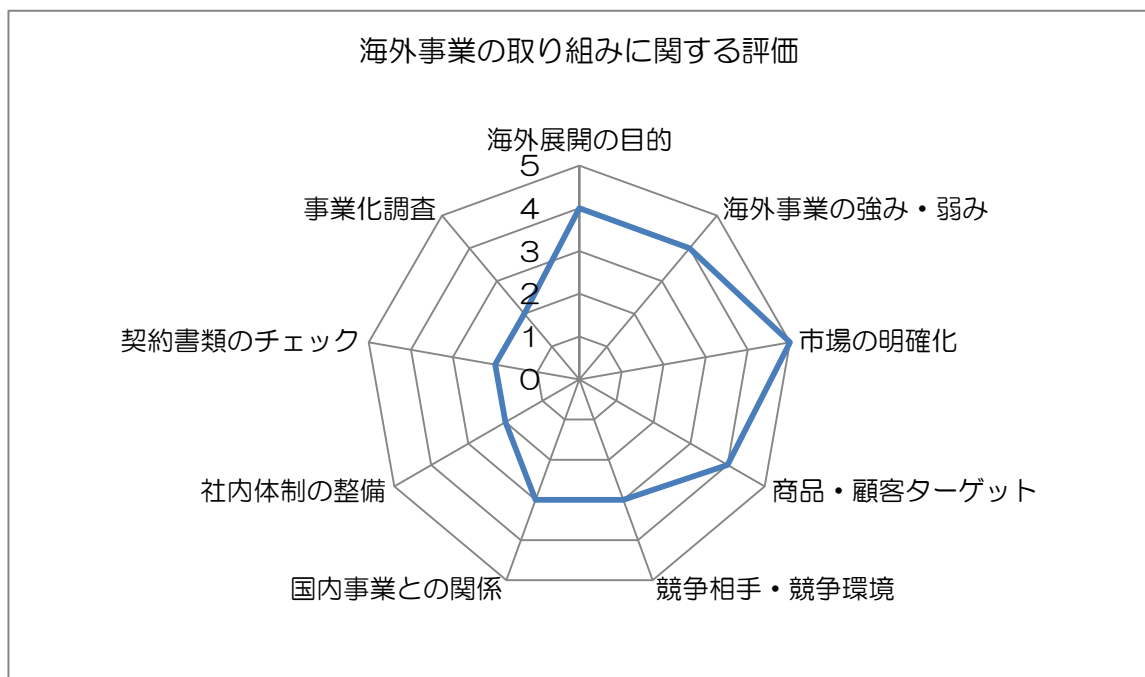 海外事業の取り組みに関する評価
海外展開の目的
海外事業の強み・弱み
市場の明確化
商品・顧客ターゲット
競争相手・競争環境
国内事業との関係
社内体制の整備
契約書類のチェック
事業化調査
5
4
3
2
1
0